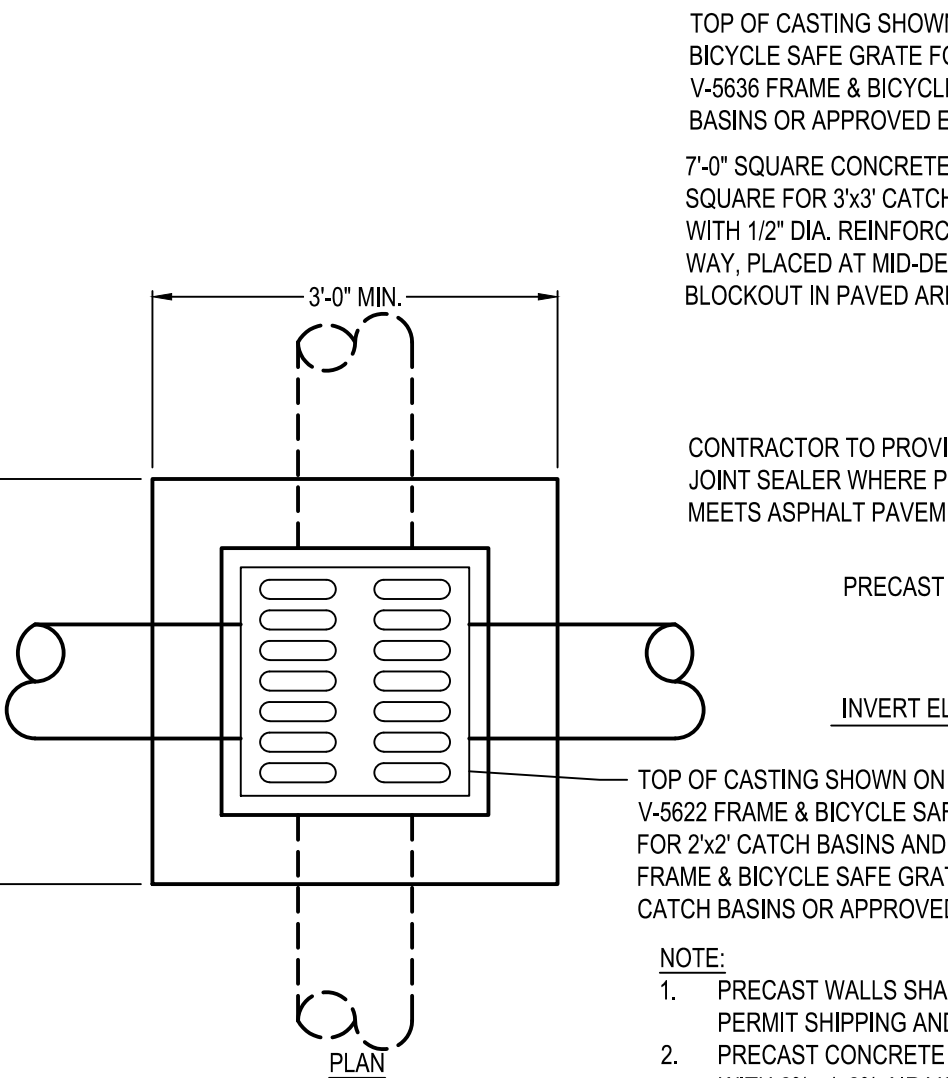 TOP OF CASTING SHOWN
BICYCLE SAFE GRATE FO
V-5636 FRAME & BICYCLE
BASINS OR APPROVED E
7'-0" SQUARE CONCRETE
SQUARE FOR 3'x3' CATCH
WITH 1/2" DIA. REINFORC
WAY, PLACED AT MID-DE
BLOCKOUT IN PAVED ARE
3'-0" MIN.
CONTRACTOR TO PROVI
JOINT SEALER WHERE P
MEETS ASPHALT PAVEM
PRECAST
INVERT EL
TOP OF CASTING SHOWN ON
V-5622 FRAME & BICYCLE SAF
FOR 2'x2' CATCH BASINS AND
FRAME & BICYCLE SAFE GRAT
CATCH BASINS OR APPROVED
NOTE:
1. PRECAST WALLS SHA
PERMIT SHIPPING AND
2. PRECAST CONCRETE
PLAN